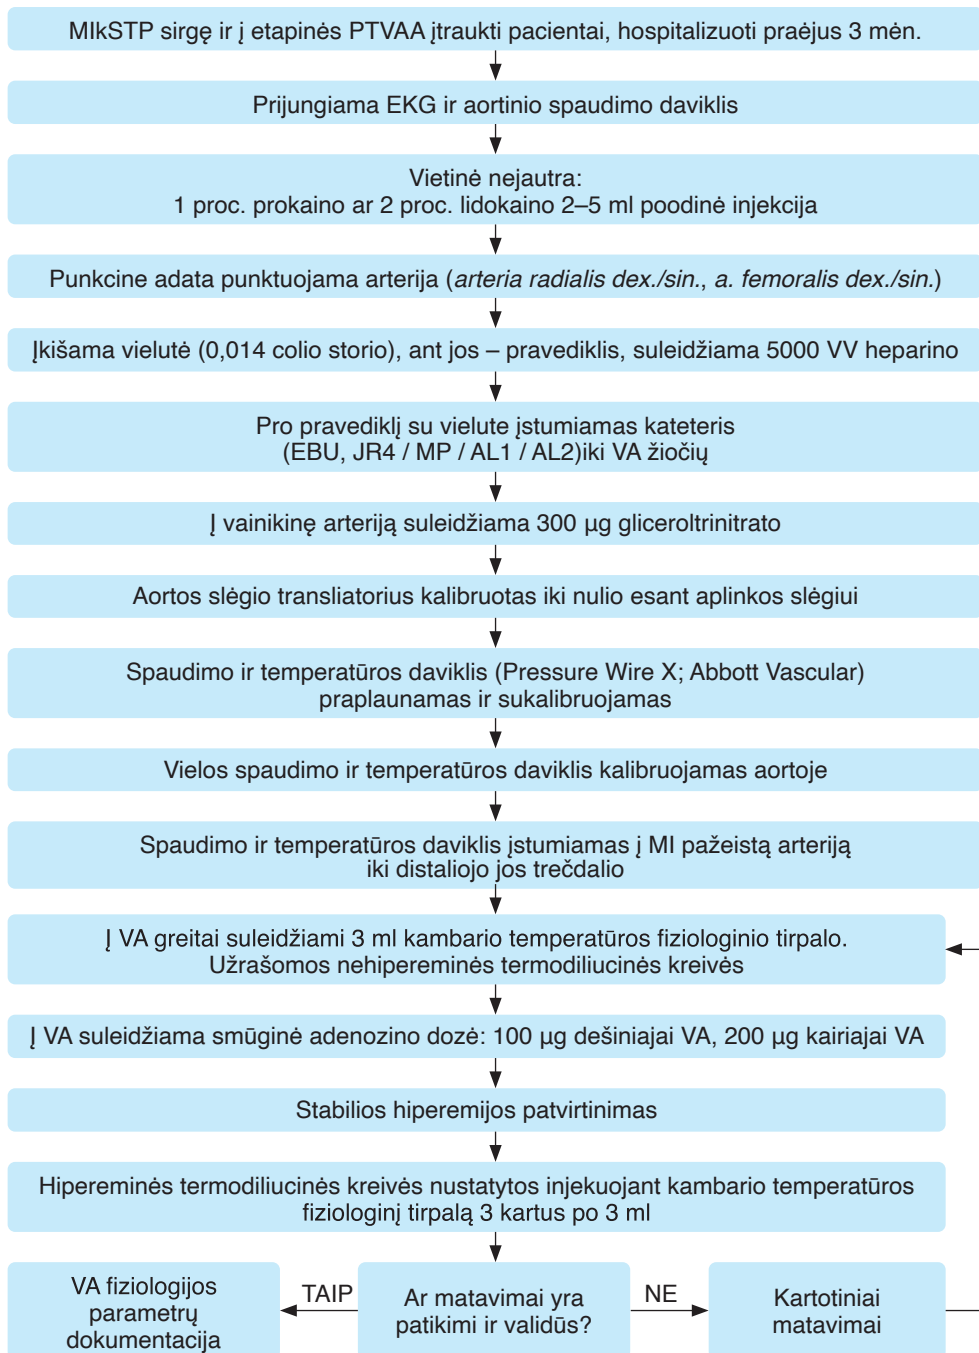 MIkSTP sirgę ir į etapinės PTVAA įtraukti pacientai, hospitalizuoti praėjus 3 mėn.
Prijungiama EKG ir aortinio spaudimo daviklis
Vietinė nejautra:
1 proc. prokaino ar 2 proc. lidokaino 2–5 ml poodinė injekcija
Punkcine adata punktuojama arterija (arteria radialis dex./sin., a. femoralis dex./sin.)
Įkišama vielutė (0,014 colio storio), ant jos – pravediklis, suleidžiama 5000 VV heparino
Pro pravediklį su vielute įstumiamas kateteris
(EBU, JR4 / MP / AL1 / AL2)iki VA žiočių
Į vainikinę arteriją suleidžiama 300 µg gliceroltrinitrato
Aortos slėgio transliatorius kalibruotas iki nulio esant aplinkos slėgiui
Spaudimo ir temperatūros daviklis (Pressure Wire X; Abbott Vascular)
praplaunamas ir sukalibruojamas
Vielos spaudimo ir temperatūros daviklis kalibruojamas aortoje
Spaudimo ir temperatūros daviklis įstumiamas į MI pažeistą arteriją
iki distaliojo jos trečdalio
Į VA greitai suleidžiami 3 ml kambario temperatūros fiziologinio tirpalo.
Užrašomos nehipereminės termodiliucinės kreivės
Į VA suleidžiama smūginė adenozino dozė: 100 µg dešiniajai VA, 200 µg kairiajai VA
Stabilios hiperemijos patvirtinimas
Hipereminės termodiliucinės kreivės nustatytos injekuojant kambario temperatūros
fiziologinį tirpalą 3 kartus po 3 ml
VA fiziologijos
parametrų
dokumentacija
TAIP
Ar matavimai yra
patikimi ir validūs?
NE
Kartotiniai
matavimai